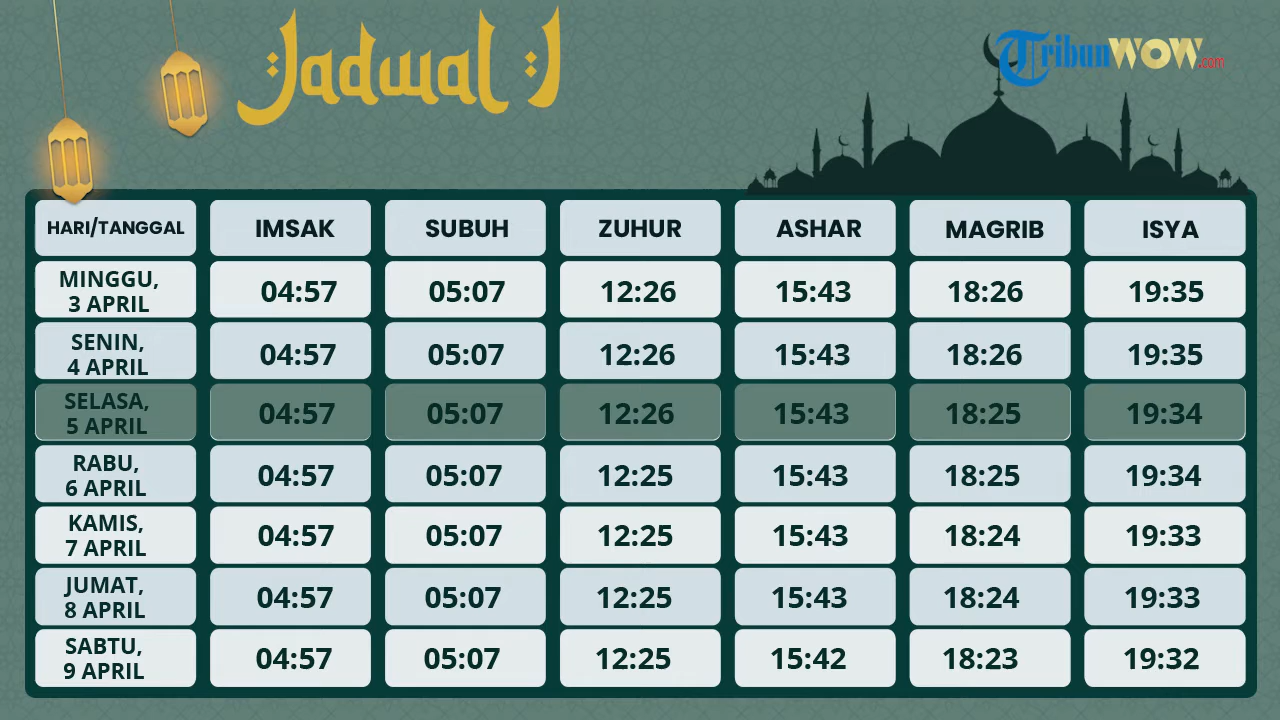 Jadwal I
TribunWOW.com
HARI/TANGGAL IMSAK SUBUH ZUHUR ASHAR MAGRIB ISYA
MINGGU,
3 APRIL 04:57 05:07 12:26 15:43 18:26 19:35
SENIN,
4 APRIL 04:57 05:07 12:26 15:43 18:26 19:35
SELASA,
5 APRIL 04:57 05:07 12:26 15:43 18:25 19:34
RABU,
6 APRIL 04:57 05:07 12:25 15:43 18:25 19:34
KAMIS,
7 APRIL 04:57 05:07 12:25 15:43 18:24 19:33
JUMAT,
8 APRIL 04:57 05:07 12:25 15:43 18:24 19:33
SABTU,
9 APRIL 04:57 05:07 12:25 15:42 18:23 19:32